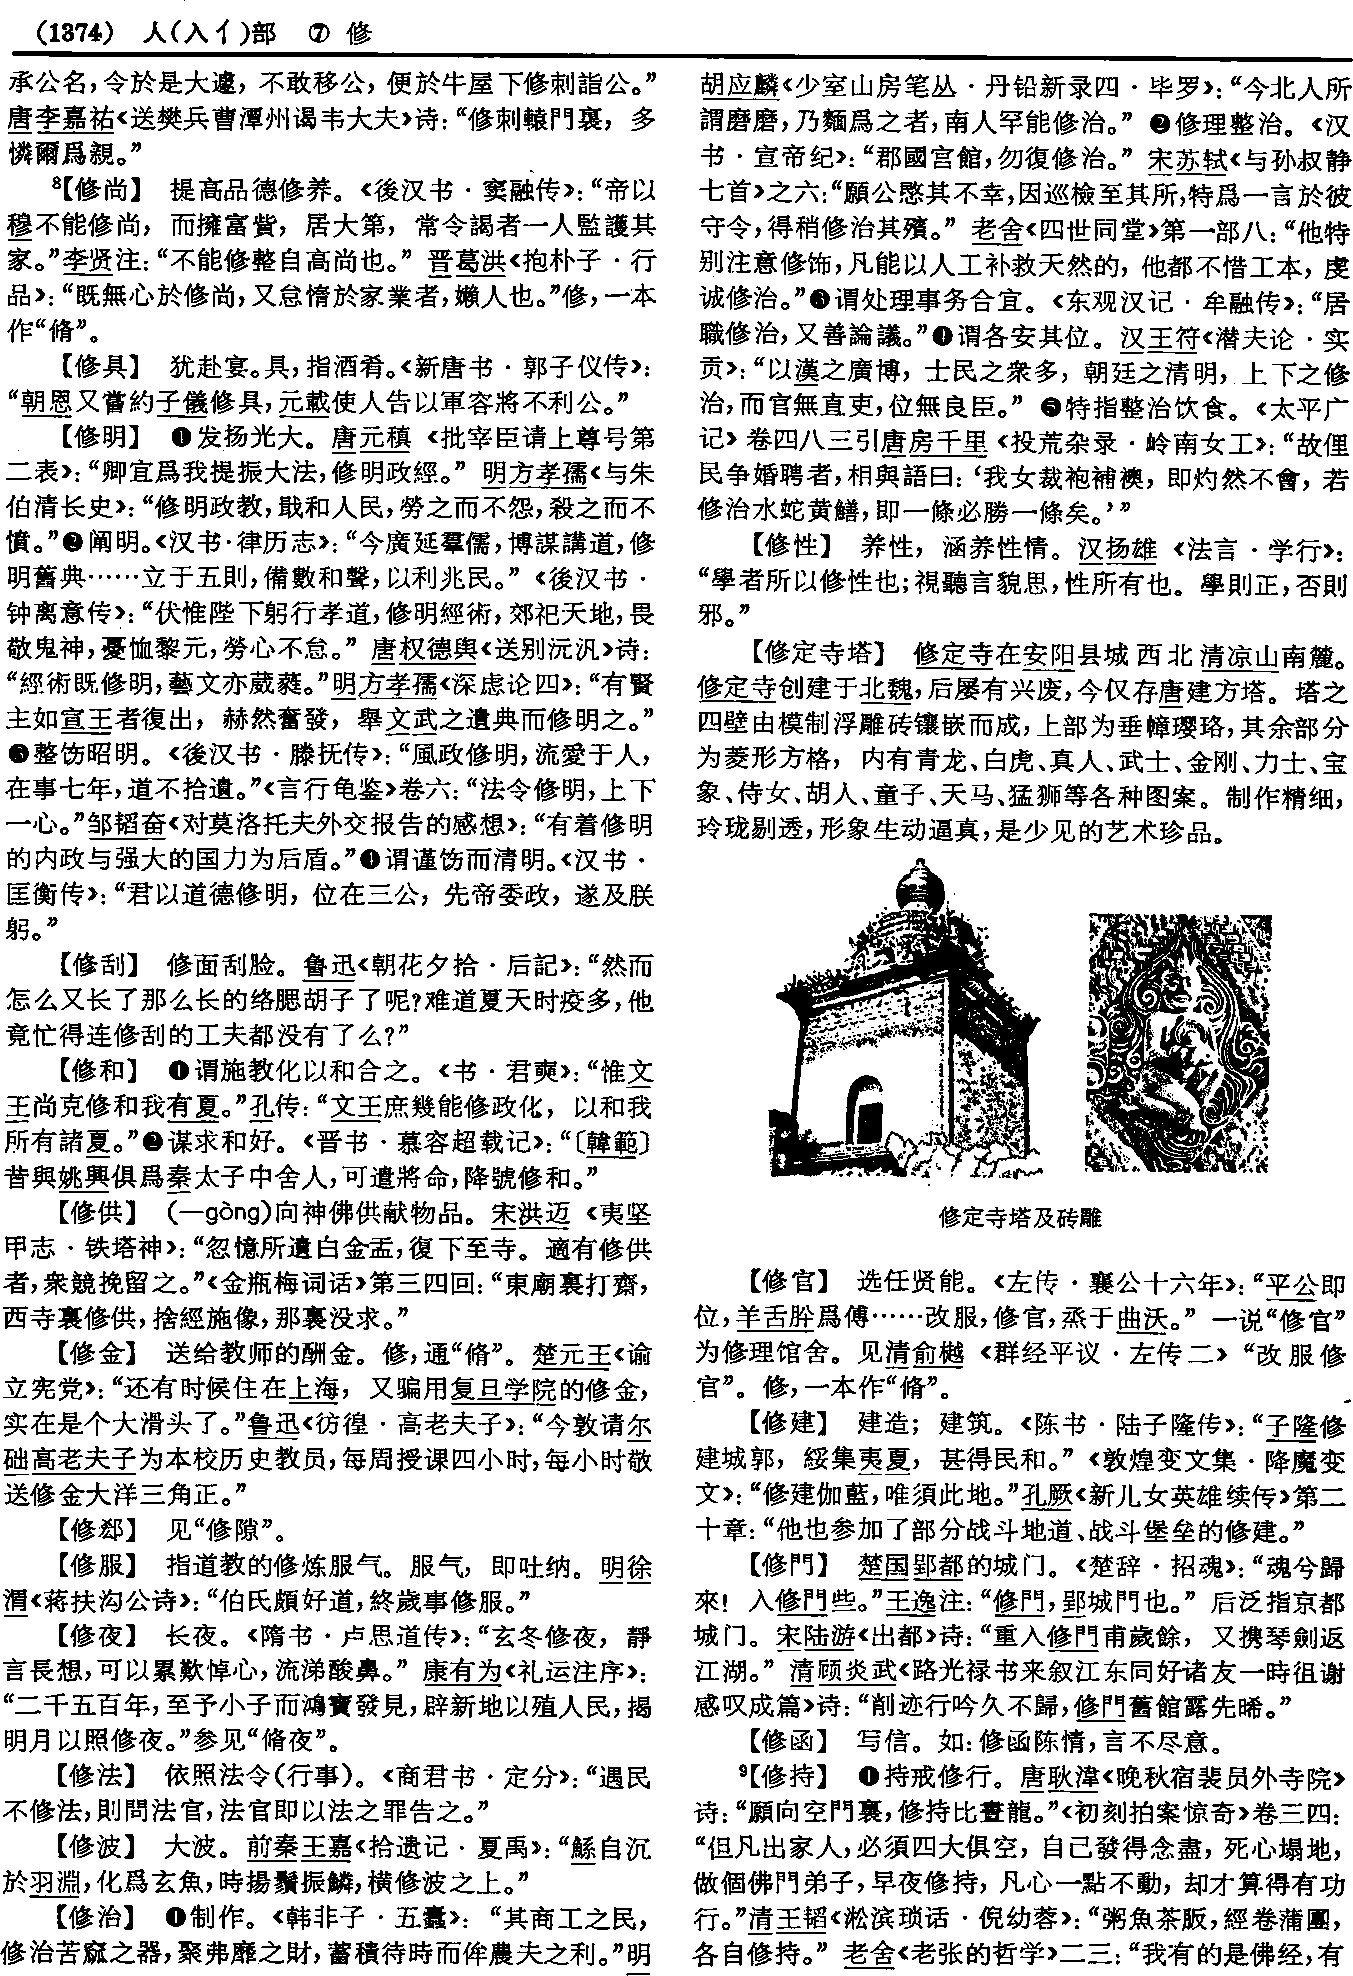 (1374) 人(入亻)部 ⑦ 修
承公名，令於是大遽，不敢移公，便於牛屋下修刺詣公。”
唐李嘉祐《送樊兵曹潭州谒韦大夫》诗：“修刺轅門裏，多
憐爾爲親。”
⁸【修尚】 提高品德修养。《後汉书·窦融传》：“帝以
穆不能修尚，而擁富貲，居大第，常令謁者一人監護其
家。”李贤注：“不能修整自高尚也。” 晋葛洪《抱朴子·行
品》：“既無心於修尚，又怠惰於家業者，嬾人也。”修，一本
作“脩”。
【修具】 犹赴宴。具，指酒肴。《新唐书·郭子仪传》：
“朝恩又嘗約子儀修具，元載使人告以軍容將不利公。”
【修明】 ❶发扬光大。唐元稹《批宰臣请上尊号第
二表》：“卿宜爲我提振大法，修明政經。” 明方孝孺《与朱
伯清长史》：“修明政教，戢和人民，勞之而不怨，殺之而不
憤。”❷阐明。《汉书·律历志》：“今廣延羣儒，博謀講道，修
明舊典……立于五則，備數和聲，以利兆民。” 《後汉书·
钟离意传》：“伏惟陛下躬行孝道，修明經術，郊祀天地，畏
敬鬼神，憂恤黎元，勞心不怠。” 唐权德舆《送别沅汎》诗：
“經術既修明，藝文亦葳蕤。”明方孝孺《深虑论四》：“有賢
主如宣王者復出，赫然奮發，舉文武之遺典而修明之。”
❸整饬昭明。《後汉书·滕抚传》：“風政修明，流愛于人，
在事七年，道不拾遺。”《言行龟鉴》卷六：“法令修明，上下
一心。”邹韬奋《对莫洛托夫外交报告的感想》：“有着修明
的内政与强大的国力为后盾。”❹谓谨饬而清明。《汉书·
匡衡传》：“君以道德修明，位在三公，先帝委政，遂及朕
躬。”
【修刮】 修面刮脸。鲁迅《朝花夕拾·后記》：“然而
怎么又长了那么长的络腮胡子了呢？难道夏天时疫多，他
竟忙得连修刮的工夫都没有了么？”
【修和】 ❶谓施教化以和合之。《书·君奭》：“惟文
王尚克修和我有夏。”孔传：“文王庶幾能修政化，以和我
所有諸夏。”❷谋求和好。《晋书·慕容超载记》：“〔韓範〕
昔與姚興俱爲秦太子中舍人，可遣將命，降號修和。”
【修供】 (—gòng)向神佛供献物品。宋洪迈《夷坚
甲志·铁塔神》：“忽憶所遺白金盂，復下至寺。適有修供
者，衆競挽留之。”《金瓶梅词话》第三四回：“東廟裏打齋，
西寺裏修供，捨經施像，那裏没求。”
【修金】 送给教师的酬金。修，通“脩”。楚元王《谕
立宪党》：“还有时候住在上海，又骗用复旦学院的修金，
实在是个大滑头了。”鲁迅《彷徨·高老夫子》：“今敦请尔
础高老夫子为本校历史教员，每周授课四小时，每小时敬
送修金大洋三角正。”
【修郄】 见“修隙”。
【修服】 指道教的修炼服气。服气，即吐纳。明徐
渭《蒋扶沟公诗》：“伯氏頗好道，終歲事修服。”
【修夜】 长夜。《隋书·卢思道传》：“玄冬修夜，靜
言長想，可以累歎悼心，流涕酸鼻。” 康有为《礼运注序》：
“二千五百年，至予小子而鴻寶發見，辟新地以殖人民，揭
明月以照修夜。”参见“脩夜”。
【修法】 依照法令(行事)。《商君书·定分》：“遇民
不修法，則問法官，法官即以法之罪告之。”
【修波】 大波。前秦王嘉《拾遗记·夏禹》：“鯀自沉
於羽淵，化爲玄魚，時揚鬚振鱗，横修波之上。”
【修治】 ❶制作。《韩非子·五蠹》：“其商工之民，
修治苦窳之器，聚弗靡之財，蓄積待時而侔農夫之利。”明
胡应麟《少室山房笔丛·丹铅新录四·毕罗》：“今北人所
謂磨磨，乃麵爲之者，南人罕能修治。” ❷修理整治。《汉
书·宣帝纪》：“郡國宫館，勿復修治。” 宋苏轼《与孙叔静
七首》之六：“願公愍其不幸，因巡檢至其所，特爲一言於彼
守令，得稍修治其殯。” 老舍《四世同堂》第一部八：“他特
别注意修饰，凡能以人工补救天然的，他都不惜工本，虔
诚修治。”❸谓处理事务合宜。《东观汉记·牟融传》：“居
職修治，又善論議。”❹谓各安其位。汉王符《潜夫论·实
贡》：“以漢之廣博，士民之衆多，朝廷之清明，上下之修
治，而官無直吏，位無良臣。” ❺特指整治饮食。《太平广
记》卷四八三引唐房千里《投荒杂录·岭南女工》：“故俚
民争婚聘者，相與語曰：‘我女裁袍補襖，即灼然不會，若
修治水蛇黄鱔，即一條必勝一條矣。’”
【修性】 养性，涵养性情。汉扬雄《法言·学行》：
“學者所以修性也；視聽言貌思，性所有也。學則正，否則
邪。”
【修定寺塔】 修定寺在安阳县城西北清凉山南麓。
修定寺创建于北魏，后屡有兴废，今仅存唐建方塔。塔之
四壁由模制浮雕砖镶嵌而成，上部为垂幛璎珞，其余部分
为菱形方格，内有青龙、白虎、真人、武士、金刚、力士、宝
象、侍女、胡人、童子、天马、猛狮等各种图案。制作精细，
玲珑剔透，形象生动逼真，是少见的艺术珍品。
修定寺塔及砖雕
【修官】 选任贤能。《左传·襄公十六年》：“平公即
位，羊舌肸爲傅……改服，修官，烝于曲沃。” 一说“修官”
为修理馆舍。见清俞樾《群经平议·左传二》“改服修
官”。修，一本作“脩”。
【修建】 建造；建筑。《陈书·陆子隆传》：“子隆修
建城郭，綏集夷夏，甚得民和。” 《敦煌变文集·降魔变
文》：“修建伽藍，唯須此地。”孔厥《新儿女英雄续传》第二
十章：“他也参加了部分战斗地道、战斗堡垒的修建。”
【修門】 楚国郢都的城门。《楚辞·招魂》：“魂兮歸
來！入修門些。”王逸注：“修門，郢城門也。” 后泛指京都
城门。宋陆游《出都》诗：“重入修門甫歲餘，又携琴劍返
江湖。” 清顾炎武《路光禄书来叙江东同好诸友一時徂谢
感叹成篇》诗：“削迹行吟久不歸，修門舊館露先晞。”
【修函】 写信。如：修函陈情，言不尽意。
⁹【修持】 ❶持戒修行。唐耿湋《晚秋宿裴员外寺院》
诗：“願向空門裏，修持比晝龍。”《初刻拍案惊奇》卷三四：
“但凡出家人，必須四大俱空，自己發得念盡，死心塌地，
做個佛門弟子，早夜修持，凡心一點不動，却才算得有功
行。”清王韬《淞滨琐话·倪幼蓉》：“粥魚茶飯，經卷蒲團，
各自修持。” 老舍《老张的哲学》二三：“我有的是佛经，有